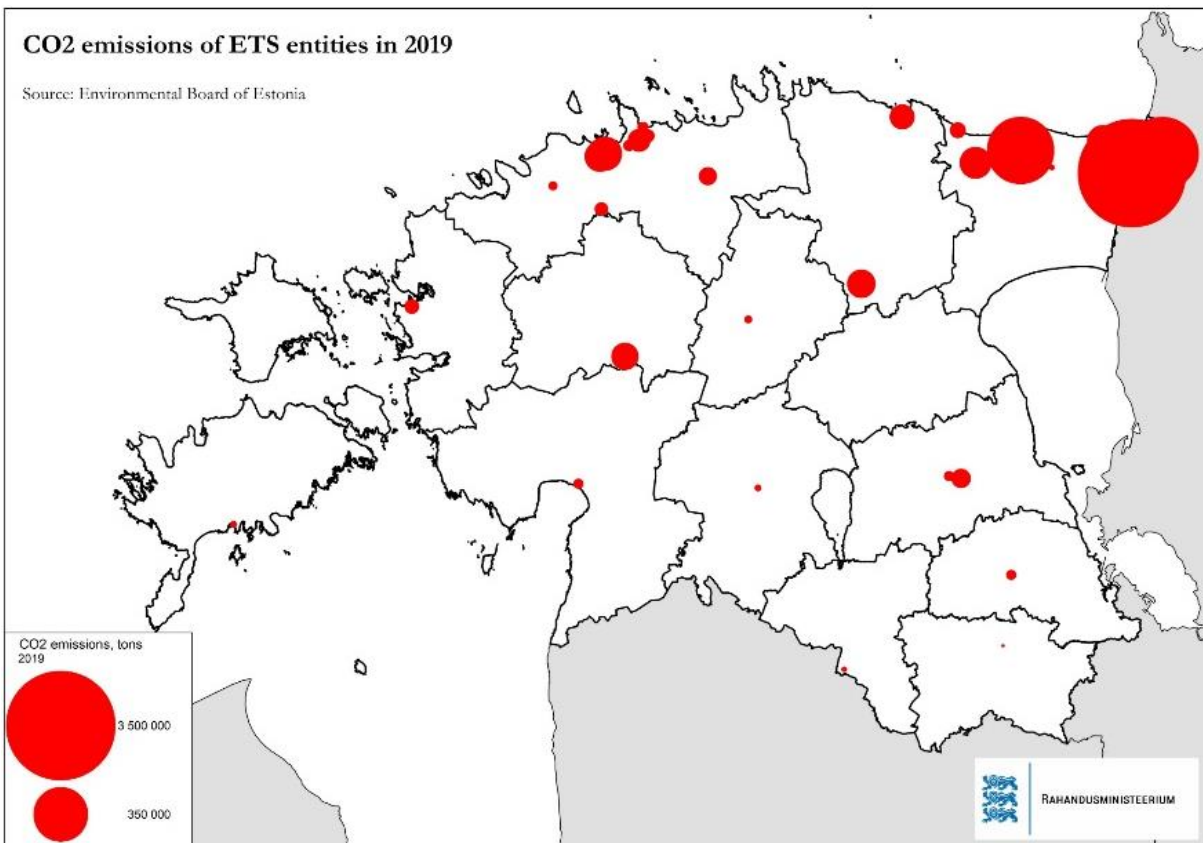 CO2 emissions of ETS entities in 2019
Source: Environmental Board of Estonia
CO2 emissions, tons
2019
3 500 000
350 000
RAHANDUSMINISTEERIUM